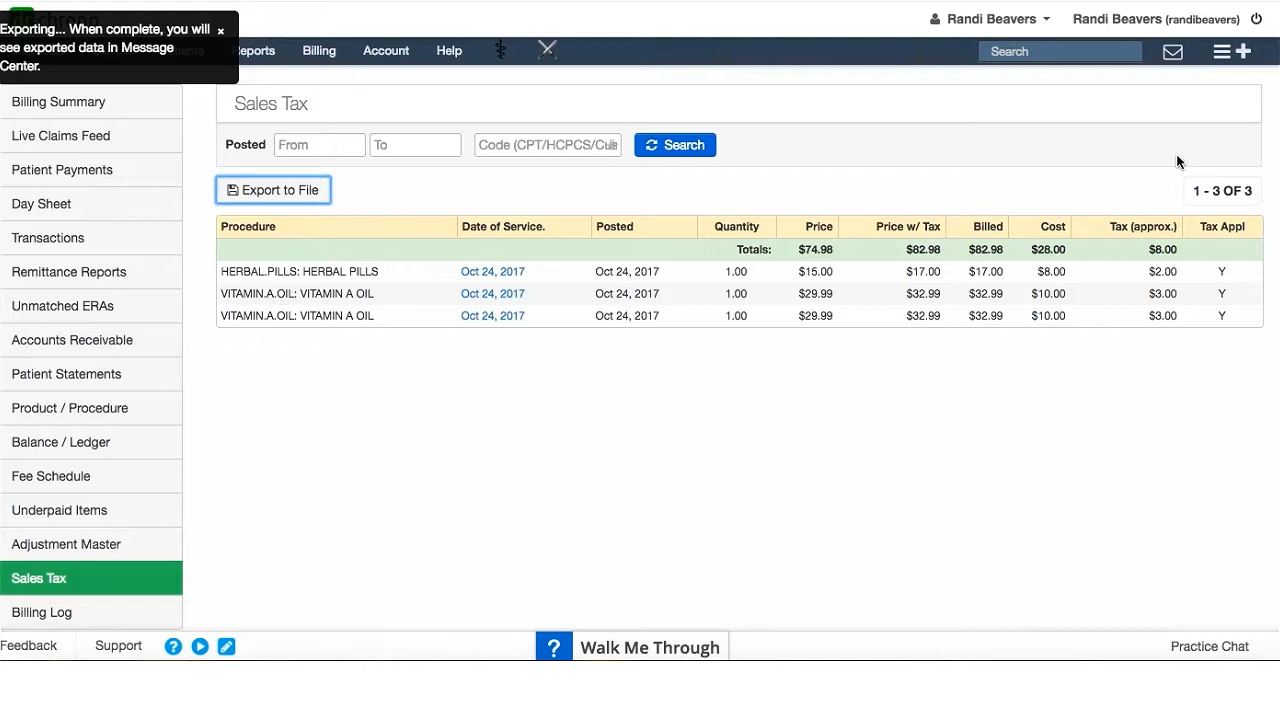 Exporting... When complete, you will
see exported data in Message
Center.
×
Reports Billing Account Help
Randi Beavers Randi Beavers (randibeavers)
Search
Billing Summary
Live Claims Feed
Patient Payments
Day Sheet
Transactions
Remittance Reports
Unmatched ERAs
Accounts Receivable
Patient Statements
Product / Procedure
Balance / Ledger
Fee Schedule
Underpaid Items
Adjustment Master
Sales Tax
Billing Log
Sales Tax
Posted From To Code (CPT/HCPCS/Cus Search
Export to File
1 - 3 OF 3
Procedure Date of Service. Posted Quantity Price Price w/ Tax Billed Cost Tax (approx.) Tax Appl
Totals: $74.98 $82.98 $82.98 $28.00 $8.00
HERBAL.PILLS: HERBAL PILLS Oct 24, 2017 Oct 24, 2017 1.00 $15.00 $17.00 $17.00 $8.00 $2.00 Y
VITAMIN.A.OIL: VITAMIN A OIL Oct 24, 2017 Oct 24, 2017 1.00 $29.99 $32.99 $32.99 $10.00 $3.00 Y
VITAMIN.A.OIL: VITAMIN A OIL Oct 24, 2017 Oct 24, 2017 1.00 $29.99 $32.99 $32.99 $10.00 $3.00 Y
Feedback Support ? ? Walk Me Through Practice Chat